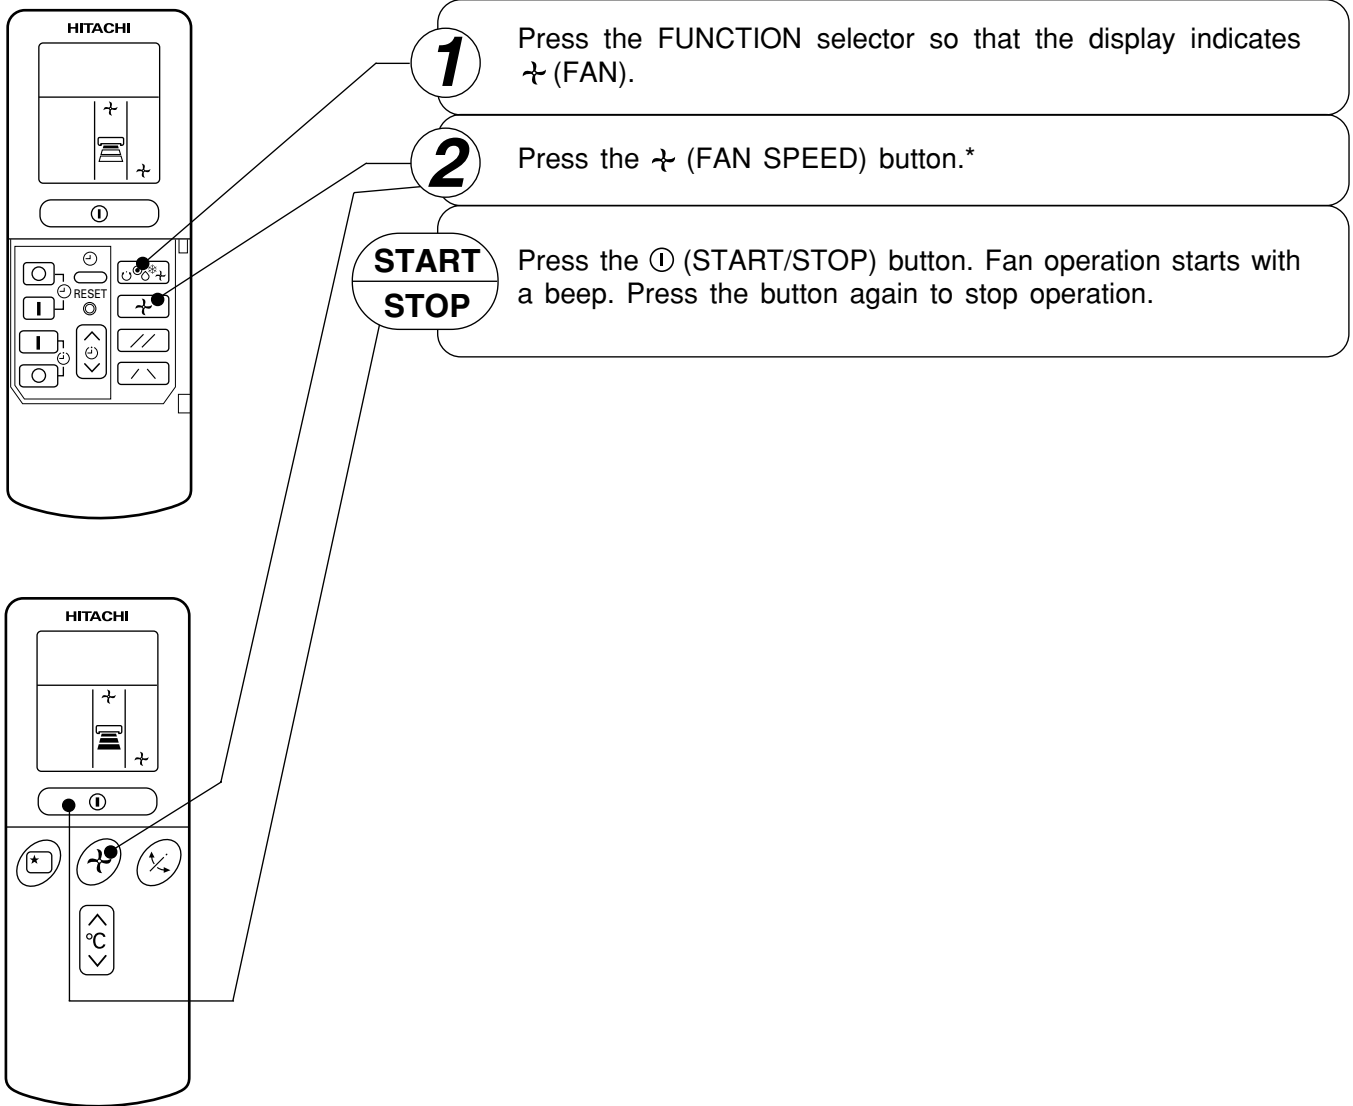 HITACHI
RESET
HITACHI
°C
1
Press the FUNCTION selector so that the display indicates
(FAN).
2
Press the (FAN SPEED) button.*
START
STOP
Press the (START/STOP) button. Fan operation starts with
a beep. Press the button again to stop operation.